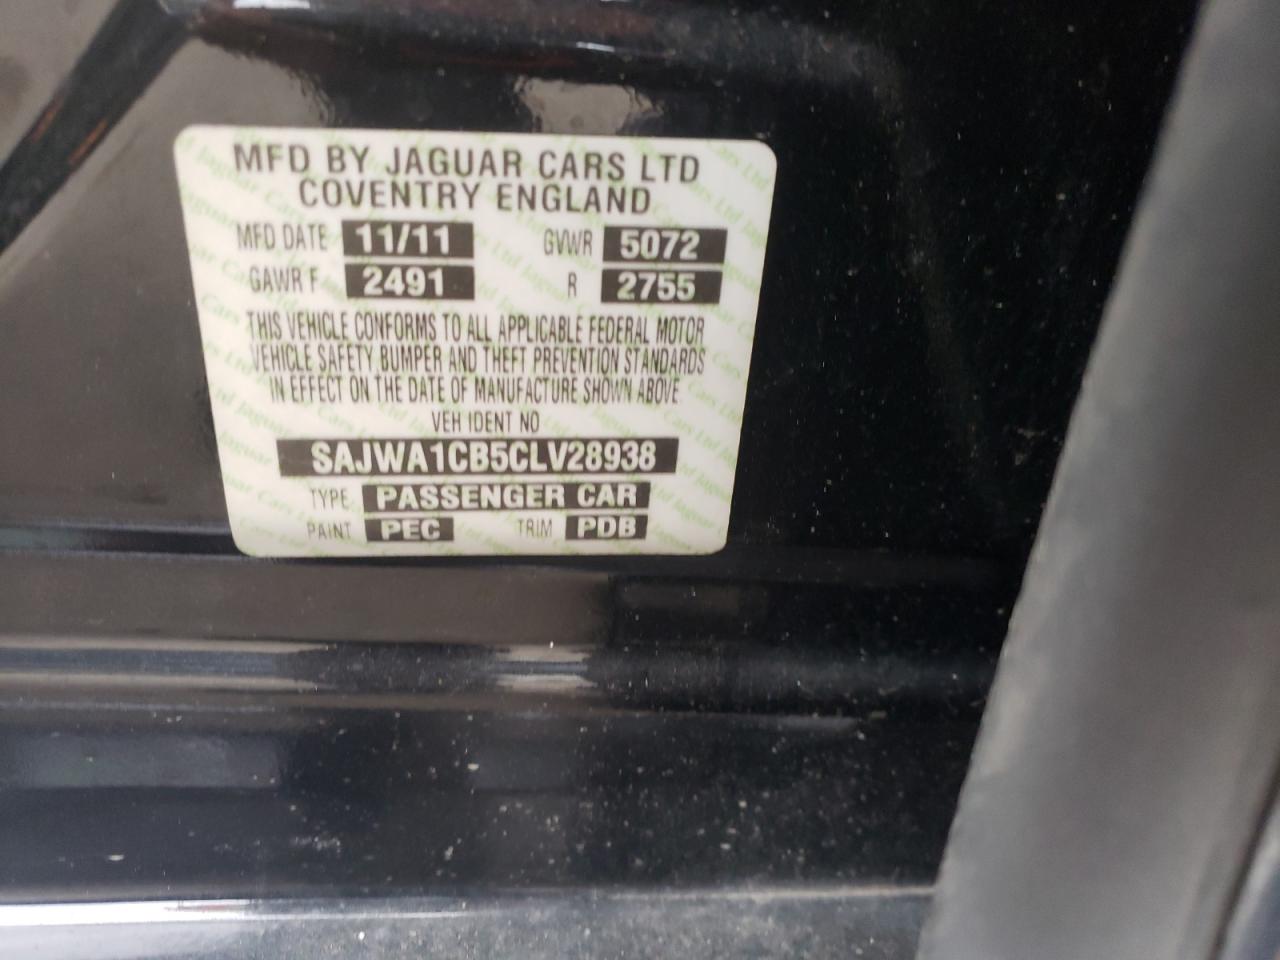 MFD BY JAGUAR CARS LTD
COVENTRY ENGLAND
MFD DATE 11/11 GVWR 5072
GAWR F 2491 R 2755
THIS VEHICLE CONFORMS TO ALL APPLICABLE FEDERAL MOTOR
VEHICLE SAFETY, BUMPER AND THEFT PREVENTION STANDARDS
IN EFFECT ON THE DATE OF MANUFACTURE SHOWN ABOVE
VEH IDENT NO
SAJWA1CB5CLV28938
TYPE PASSENGER CAR
PAINT PEC TRIM PDB